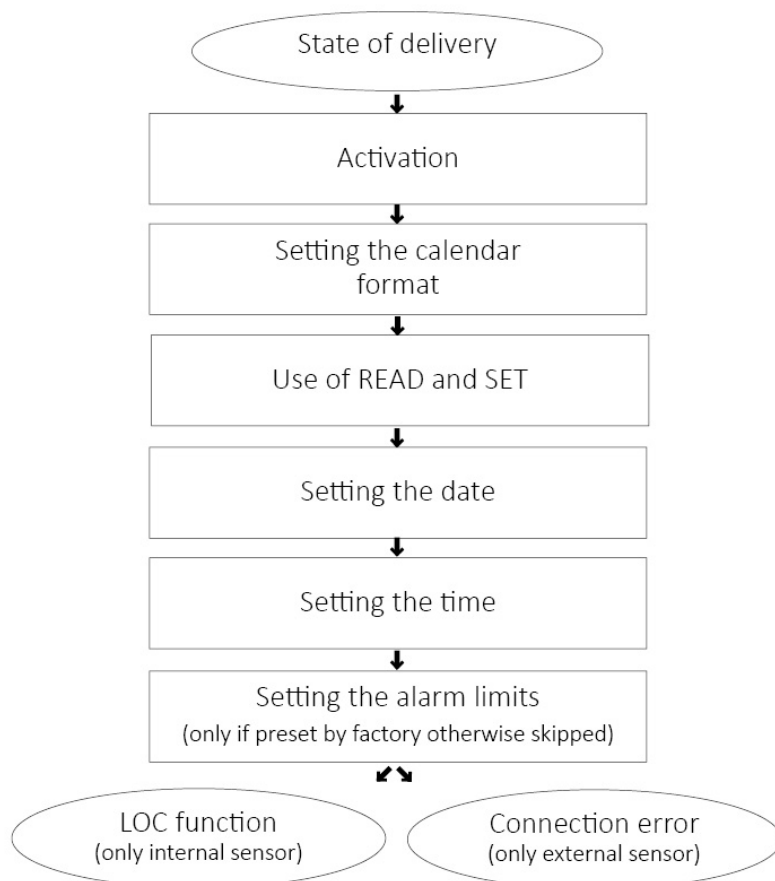 State of delivery
Activation
Setting the calendar
format
Use of READ and SET
Setting the date
Setting the time
Setting the alarm limits
(only if preset by factory otherwise skipped)
LOC function
(only internal sensor)
Connection error
(only external sensor)